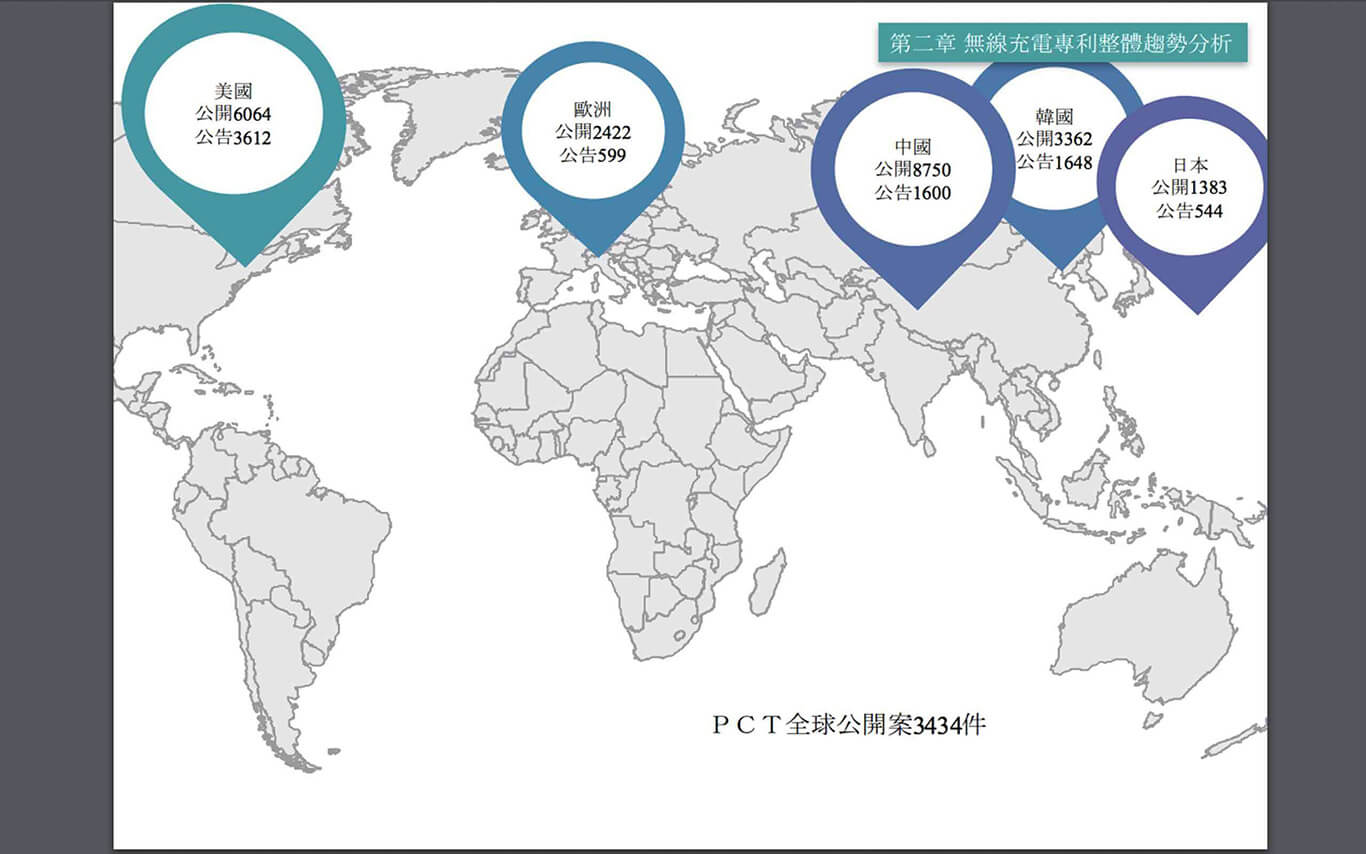 第二章 無線充電專利整體趨勢分析
美國
公開6064
公告3612
歐洲
公開2422
公告599
中國
公開8750
公告1600
韓國
公開3362
公告1648
日本
公開1383
公告544
ＰＣＴ全球公開案3434件